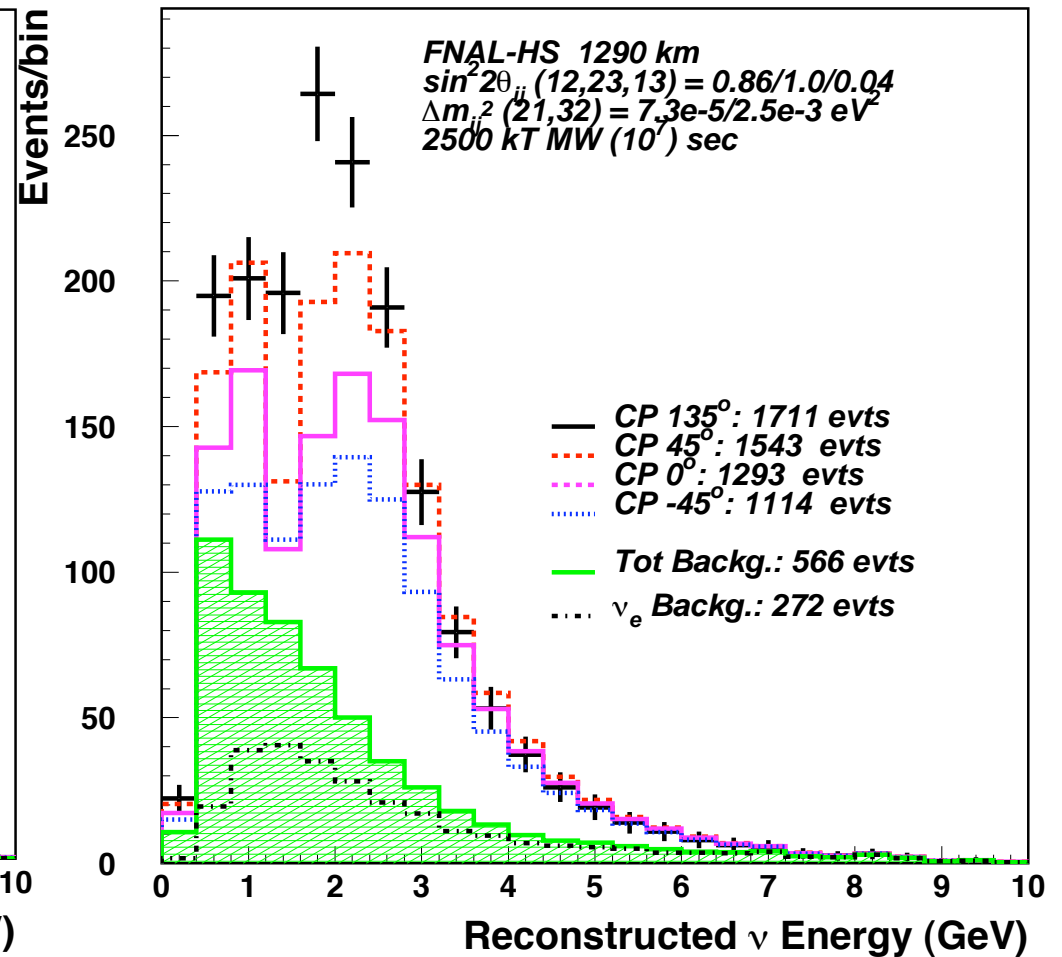 Events/bin
FNAL-HS 1290 km
sin²2θij (12,23,13) = 0.86/1.0/0.04
Δmij² (21,32) = 7.3e-5/2.5e-3 eV²
2500 kT MW (10⁷) sec
250
200
150
100
50
0
CP 135°: 1711 evts
CP 45°: 1543 evts
CP 0°: 1293 evts
CP -45°: 1114 evts
Tot Backg.: 566 evts
νe Backg.: 272 evts
10
0 1 2 3 4 5 6 7 8 9 10
)
Reconstructed ν Energy (GeV)